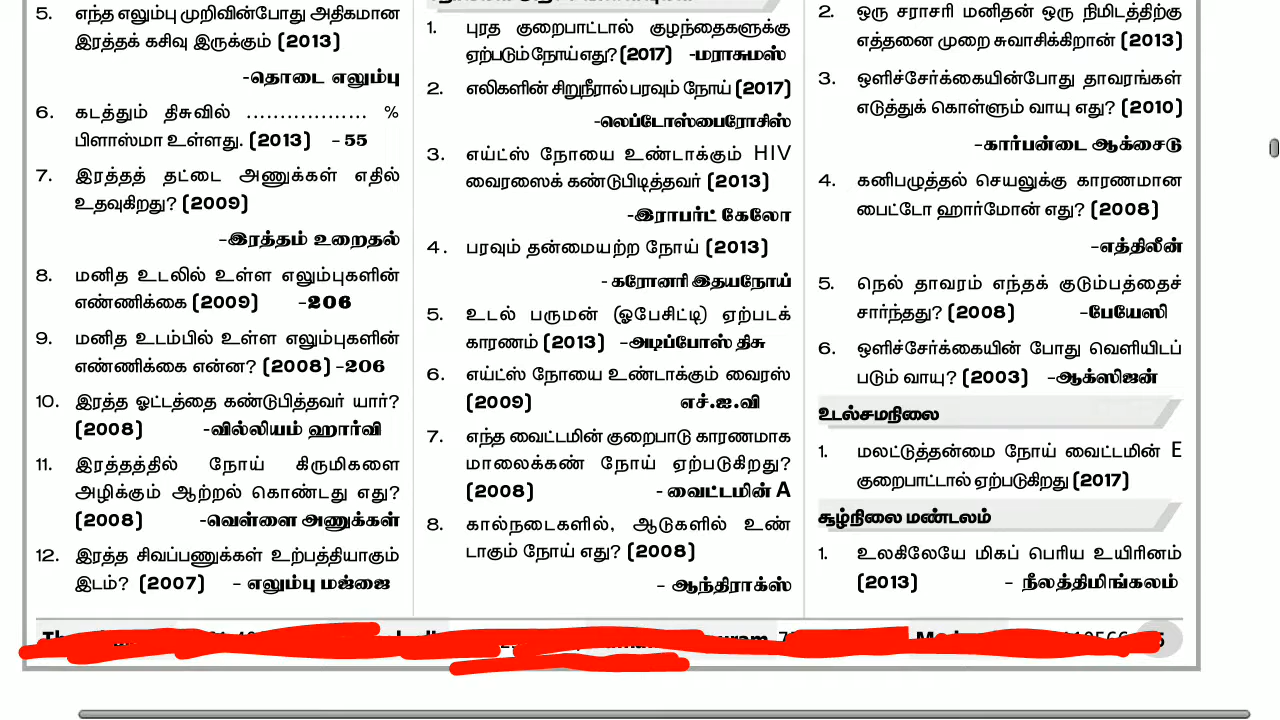 5. எந்த எலும்பு முறிவின்போது அதிகமான
இரத்தக் கசிவு இருக்கும் (2013)
-தொடை எலும்பு
6. கடத்தும் திசுவில் .................. %
பிளாஸ்மா உள்ளது. (2013) - 55
7. இரத்தத் தட்டை அணுக்கள் எதில்
உதவுகிறது? (2009)
-இரத்தம் உறைதல்
8. மனித உடலில் உள்ள எலும்புகளின்
எண்ணிக்கை (2009) -206
9. மனித உடம்பில் உள்ள எலும்புகளின்
எண்ணிக்கை என்ன? (2008) -206
10. இரத்த ஓட்டத்தை கண்டுபித்தவர் யார்?
(2008) -வில்லியம் ஹார்வி
11. இரத்தத்தில் நோய் கிருமிகளை
அழிக்கும் ஆற்றல் கொண்டது எது?
(2008) -வெள்ளை அணுக்கள்
12. இரத்த சிவப்பணுக்கள் உற்பத்தியாகும்
இடம்? (2007) - எலும்பு மஜ்ஜை
1. புரத குறைபாட்டால் குழந்தைகளுக்கு
ஏற்படும் நோய் எது? (2017) -மராசுமஸ்
2. எலிகளின் சிறுநீரால் பரவும் நோய் (2017)
-லெப்டோஸ்பைரோசிஸ்
3. எய்ட்ஸ் நோயை உண்டாக்கும் HIV
வைரஸைக் கண்டுபிடித்தவர் (2013)
-இராபர்ட் கேலோ
4. பரவும் தன்மையற்ற நோய் (2013)
- கரோனரி இதயநோய்
5. உடல் பருமன் (ஓபேசிட்டி) ஏற்படக்
காரணம் (2013) -அடிப்போஸ் திசு
6. எய்ட்ஸ் நோயை உண்டாக்கும் வைரஸ்
(2009) எச்.ஐ.வி
7. எந்த வைட்டமின் குறைபாடு காரணமாக
மாலைக்கண் நோய் ஏற்படுகிறது?
(2008) - வைட்டமின் A
8. கால்நடைகளில், ஆடுகளில் உண்
டாகும் நோய் எது? (2008)
- ஆந்திராக்ஸ்
2. ஒரு சராசரி மனிதன் ஒரு நிமிடத்திற்கு
எத்தனை முறை சுவாசிக்கிறான் (2013)
3. ஒளிச்சேர்க்கையின்போது தாவரங்கள்
எடுத்துக் கொள்ளும் வாயு எது? (2010)
-கார்பன்டை ஆக்சைடு
4. கனிபழுத்தல் செயலுக்கு காரணமான
பைட்டோ ஹார்மோன் எது? (2008)
-எத்திலீன்
5. நெல் தாவரம் எந்தக் குடும்பத்தைச்
சார்ந்தது? (2008) -பேயேஸி
6. ஒளிச்சேர்க்கையின் போது வெளியிடப்
படும் வாயு? (2003) -ஆக்ஸிஜன்
உடல்சமநிலை
1. மலட்டுத்தன்மை நோய் வைட்டமின் E
குறைபாட்டால் ஏற்படுகிறது (2017)
சூழ்நிலை மண்டலம்
1. உலகிலேயே மிகப் பெரிய உயிரினம்
(2013) - நீலத்திமிங்கலம்